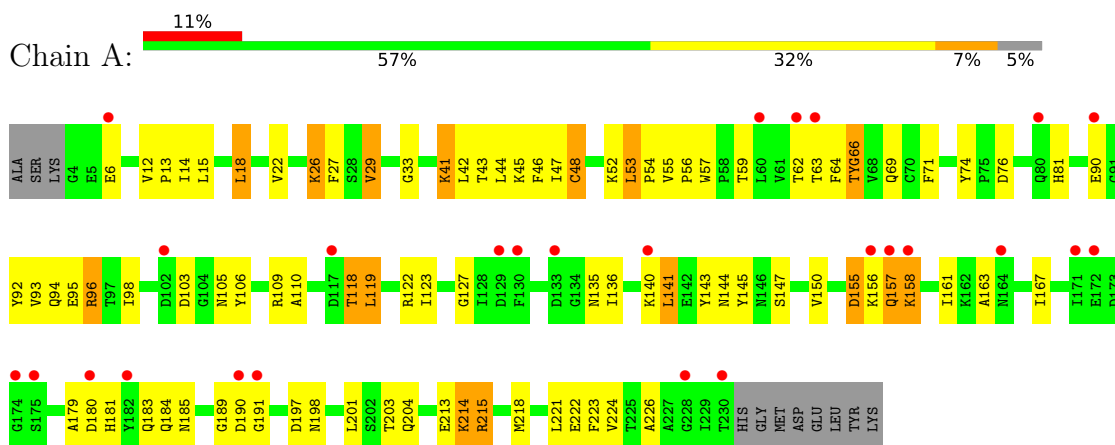 11%
Chain A:
57% 32% 7% 5%
ALA SER LYS G4 E5 E6 V12 P13 I14 L15 L18 V22 K26 F27 S28 V29 G33 K41 L42 T43 L44 K45 F46 I47 C48 K52 L53 P54 V55 P56 W57 P58 T59 L60 V61 T62 T63 F64 TYG66 V68 Q69 C70 F71 Y74 P75 D76 Q80 H81 E90 G91
Y92 V93 Q94 E95 R96 T97 I98 D102 D103 G104 N105 Y106 R109 A110 D117 T118 L119 R122 I123 G127 I128 D129 F130 D133 G134 N135 I136 K140 L141 E142 Y143 N144 Y145 N146 S147 V150 D155 K156 Q157 K158 I161 K162 A163 N164 I167 I171 E172 D173
G174 S175 A179 D180 H181 Y182 Q183 Q184 N185 G189 D190 G191 D197 N198 L201 S202 T203 Q204 E213 K214 R215 M218 L221 E222 F223 V224 T225 A226 A227 G228 I229 T230 HIS GLY MET ASP GLU LEU TYR LYS